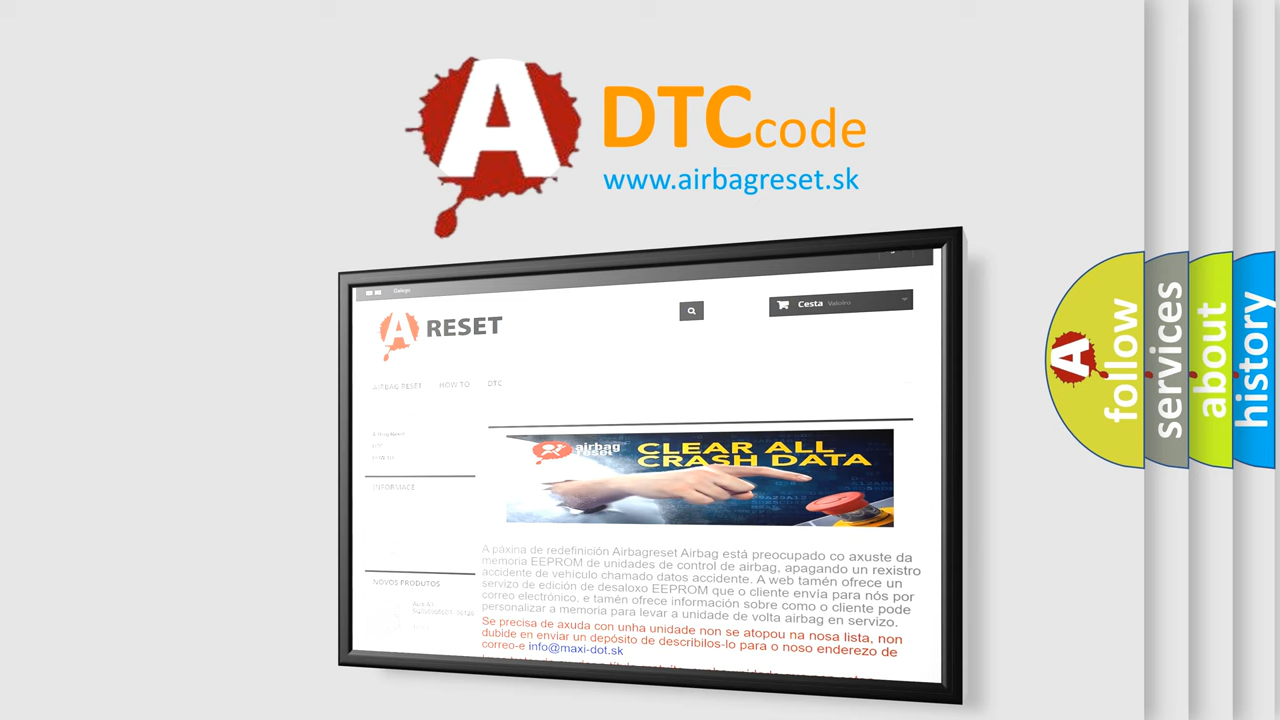 A
DTCcode
www.airbagreset.sk
Galego
A RESET
Cesta
AIRBAG RESET HOW TO DTC
airbag
reset
CLEAR ALL
CRASH DATA
INFORMACE
NOVOS PRODUTOS
A páxina de redefinición Airbagreset Airbag está preocupado co axuste da
memoria EEPROM de unidades de control de airbag, apagando un rexistro
accidente de vehículo chamado datos accidente. A web tamén ofrece un
servizo de edición de desaloxo EEPROM que o cliente envía para nós por
correo electrónico, e tamén ofrece información sobre como o cliente pode
personalizar a memoria para levar a unidade de volta airbag en servizo.
Se precisa de axuda con unha unidade non se atopou na nosa lista, non
dubide en enviar un depósito de describilos-lo para o noso enderezo de
correo-e info@maxi-dot.sk
A
follow
services
about
history